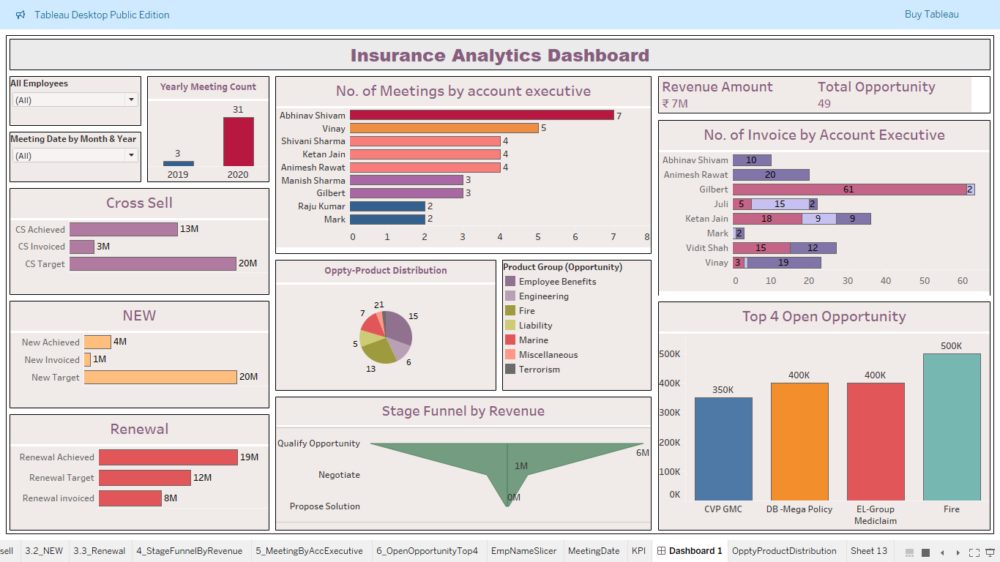 Tableau Desktop Public Edition
Buy Tableau
Insurance Analytics Dashboard
All Employees
(All)
Meeting Date by Month & Year
(All)
Yearly Meeting Count
31
3
2019 2020
Cross Sell
CS Achieved 13M
CS Invoiced 3M
CS Target 20M
NEW
New Achieved 4M
New Invoiced 1M
New Target 20M
Renewal
Renewal Achieved 19M
Renewal Target 12M
Renewal invoiced 8M
No. of Meetings by account executive
Abhinav Shivam 7
Vinay 5
Shivani Sharma 4
Ketan Jain 4
Animesh Rawat 4
Manish Sharma 3
Gilbert 3
Raju Kumar 2
Mark 2
0 1 2 3 4 5 6 7 8
Oppty-Product Distribution
21
7 15
5
6
13
Product Group (Opportunity)
Employee Benefits
Engineering
Fire
Liability
Marine
Miscellaneous
Terrorism
Stage Funnel by Revenue
Qualify Opportunity
6M
1M
Negotiate
0M
Propose Solution
Revenue Amount Total Opportunity
₹ 7M 49
No. of Invoice by Account Executive
Abhinav Shivam 10
Animesh Rawat 20
Gilbert 61 2
Juli 5 15 2
Ketan Jain 18 9 9
Mark 2
Vidit Shah 15 12
Vinay 3 19
0 10 20 30 40 50 60
Top 4 Open Opportunity
500K
500K
400K 400K
400K
350K
300K
200K
100K
0K
CVP GMC DB -Mega Policy EL-Group Fire
Mediclaim
sell 3.2_NEW 3.3_Renewal 4_StageFunnelByRevenue 5_MeetingByAccExecutive 6_OpenOpportunityTop4 EmpNameSlicer MeetingDate KPI Dashboard 1 OpptyProductDistribution Sheet 13